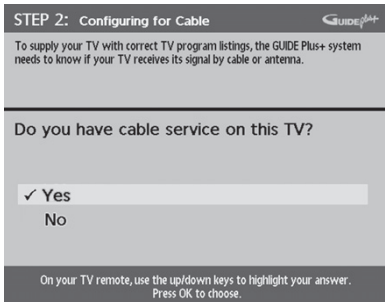 STEP 2: Configuring for Cable
GUIDEplus+
To supply your TV with correct TV program listings, the GUIDE Plus+ system
needs to know if your TV receives its signal by cable or antenna.
Do you have cable service on this TV?
✓ Yes
No
On your TV remote, use the up/down keys to highlight your answer.
Press OK to choose.